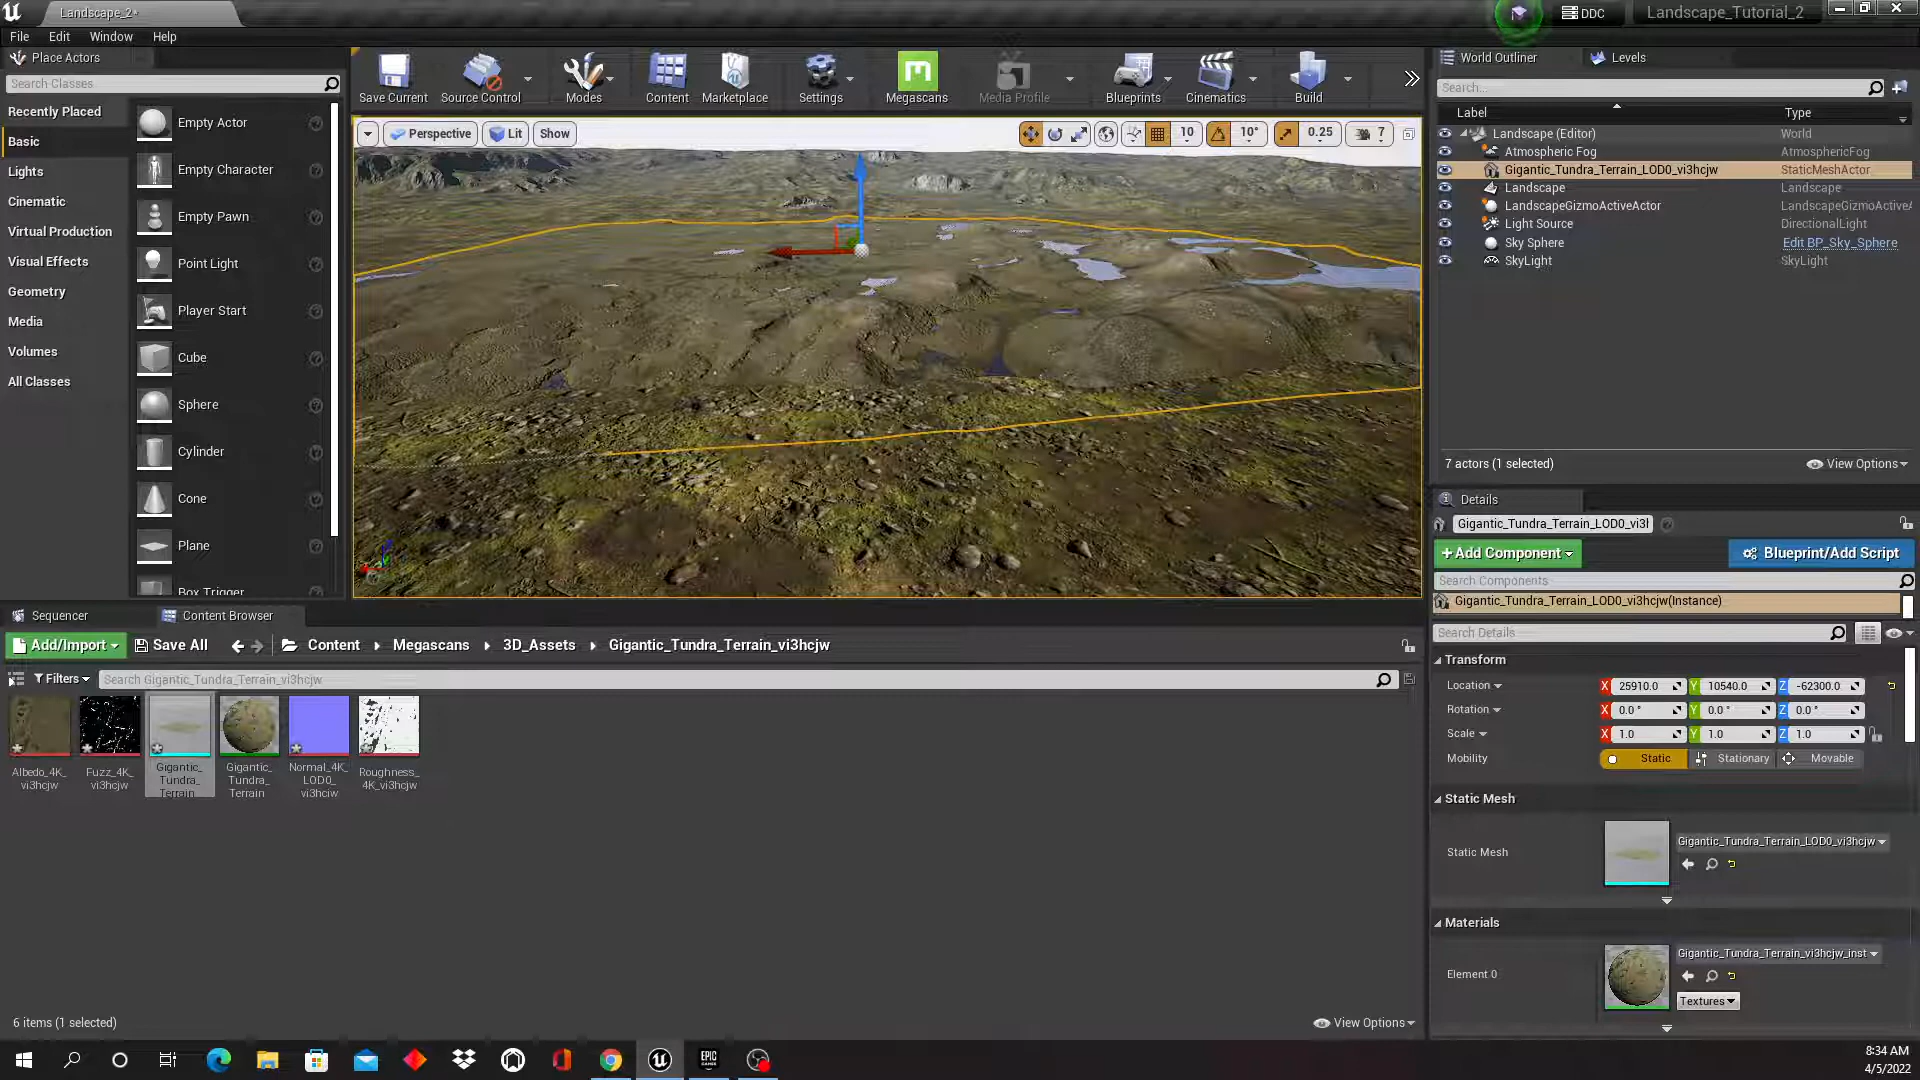 Landscape_2*
DDC
Landscape_Tutorial_2
File Edit Window Help
Place Actors
Search Classes
Recently Placed
Basic
Lights
Cinematic
Virtual Production
Visual Effects
Geometry
Media
Volumes
All Classes
Empty Actor
Empty Character
Empty Pawn
Point Light
Player Start
Cube
Sphere
Cylinder
Cone
Plane
Box Trigger
Save Current
Source Control
Modes
Content
Marketplace
Settings
Megascans
Media Profile
Blueprints
Cinematics
Build
Perspective
Lit
Show
10
10°
0.25
7
World Outliner
Levels
Search...
Label
Type
Landscape (Editor) World
Atmospheric Fog AtmosphericFog
Gigantic_Tundra_Terrain_LOD0_vi3hcjw StaticMeshActor
Landscape Landscape
LandscapeGizmoActiveActor LandscapeGizmoActiveA
Light Source DirectionalLight
Sky Sphere Edit BP_Sky_Sphere
SkyLight SkyLight
7 actors (1 selected)
View Options
Details
Gigantic_Tundra_Terrain_LOD0_vi3l
+Add Component
Blueprint/Add Script
Search Components
Gigantic_Tundra_Terrain_LOD0_vi3hcjw(Instance)
Search Details
Transform
Location X 25910.0 Y 10540.0 Z -62300.0
Rotation X 0.0 ° Y 0.0 ° Z 0.0 °
Scale X 1.0 Y 1.0 Z 1.0
Mobility Static Stationary Movable
Static Mesh
Static Mesh
Gigantic_Tundra_Terrain_LOD0_vi3hcjw
Materials
Element 0
Gigantic_Tundra_Terrain_vi3hcjw_inst
Textures
Sequencer
Content Browser
Add/Import
Save All
Content
Megascans
3D_Assets
Gigantic_Tundra_Terrain_vi3hcjw
Filters
Search Gigantic_Tundra_Terrain_vi3hcjw
Albedo_4K_
vi3hcjw
Fuzz_4K_
vi3hcjw
Gigantic_
Tundra_
Terrain_
Gigantic_
Tundra_
Terrain_
Normal_4K_
LOD0_
vi3hcjw
Roughness_
4K_vi3hcjw
6 items (1 selected)
View Options
EPIC
GAMES
8:34 AM
4/5/2022